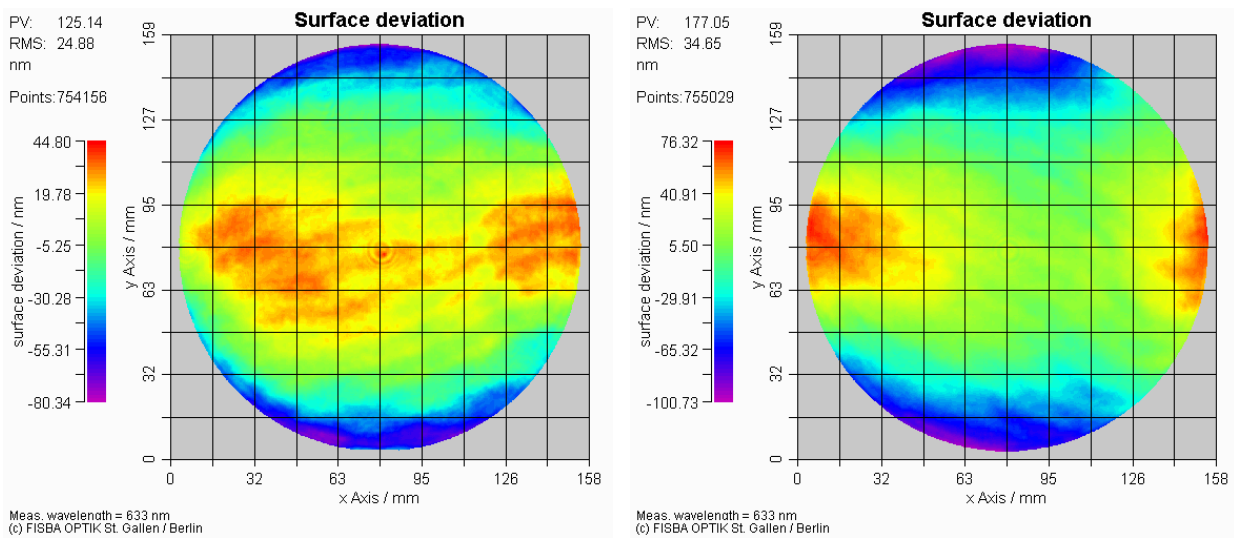 Surface deviation
PV: 125.14
RMS: 24.88
nm
Points:754156
44.80
19.78
-5.25
-30.28
-55.31
-80.34
surface deviation / nm
159
127
95
63
32
0
y Axis / mm
0 32 63 95 126 158
x Axis / mm
Meas. wavelength = 633 nm
(c) FISBA OPTIK St. Gallen / Berlin
Surface deviation
PV: 177.05
RMS: 34.65
nm
Points:755029
76.32
40.91
5.50
-29.91
-65.32
-100.73
surface deviation / nm
159
127
95
63
32
0
y Axis / mm
0 32 63 95 126 158
x Axis / mm
Meas. wavelength = 633 nm
(c) FISBA OPTIK St. Gallen / Berlin